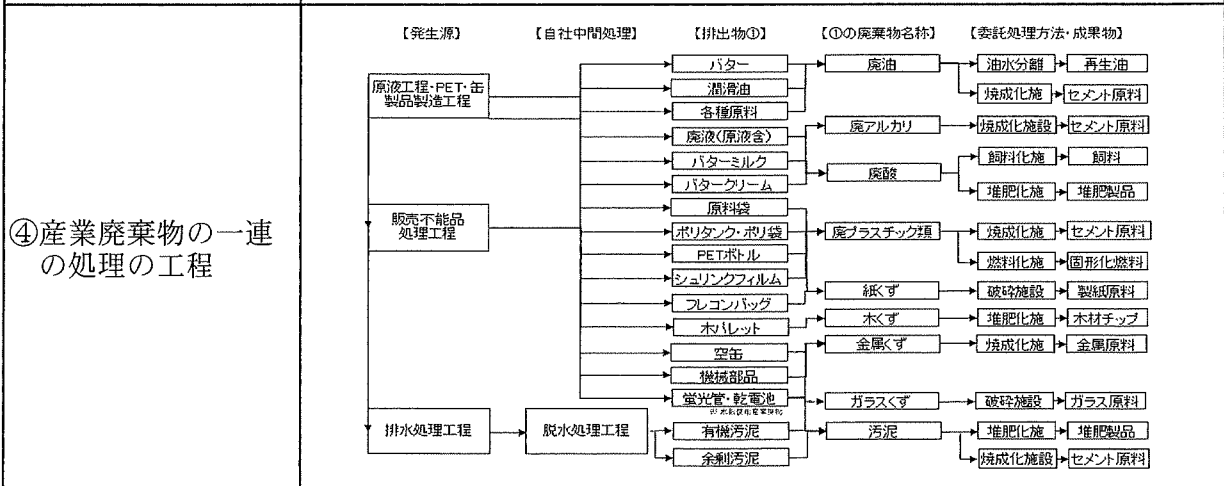 ④産業廃棄物の一連
の処理の工程
【発生源】 【自社中間処理】 【排出物①】 【①の廃棄物名称】 【委託処理方法・成果物】
原液工程・PET・缶
製品製造工程
販売不能品
処理工程
排水処理工程
脱水処理工程
バター
潤滑油
各種原料
廃液(原液含)
バターミルク
バタークリーム
原料袋
ポリタンク・ポリ袋
PETボトル
シュリンクフィルム
フレコンバッグ
木パレット
空缶
機械部品
蛍光管・乾電池
有機汚泥
余剰汚泥
廃油
廃アルカリ
廃酸
廃プラスチック類
紙くず
木くず
金属くず
ガラスくず
汚泥
油水分離 再生油
焼成化施 セメント原料
焼成化施設 セメント原料
飼料化施 飼料
堆肥化施 堆肥製品
焼成化施 セメント原料
燃料化施 固形化燃料
破砕施設 製紙原料
堆肥化施 木材チップ
焼成化施 金属原料
破砕施設 ガラス原料
堆肥化施 堆肥製品
焼成化施設 セメント原料